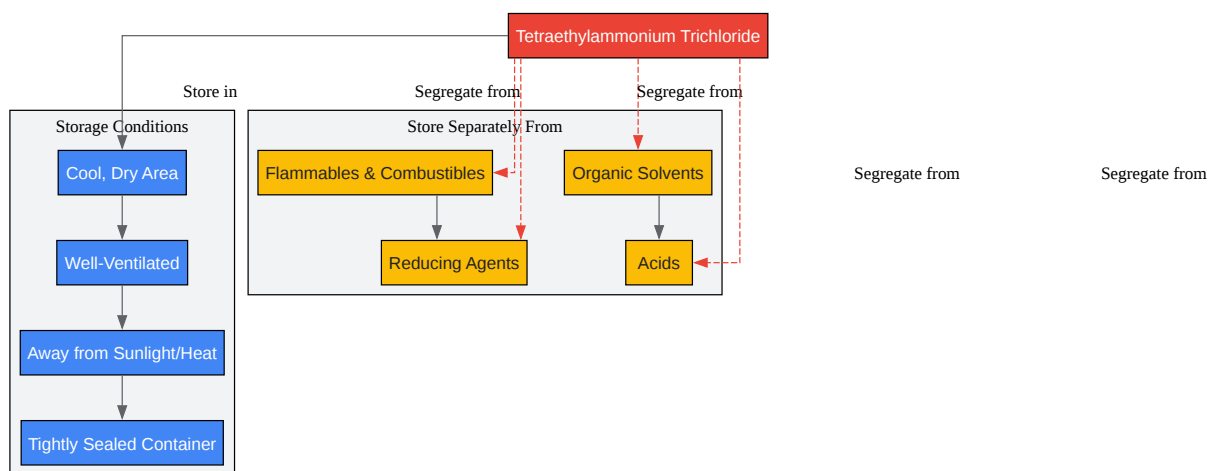 Tetraethylammonium Trichloride
Store in
Segregate from
Segregate from
Storage Conditions
Store Separately From
Cool, Dry Area
Flammables & Combustibles
Organic Solvents
Segregate from
Segregate from
Well-Ventilated
Reducing Agents
Acids
Away from Sunlight/Heat
Tightly Sealed Container